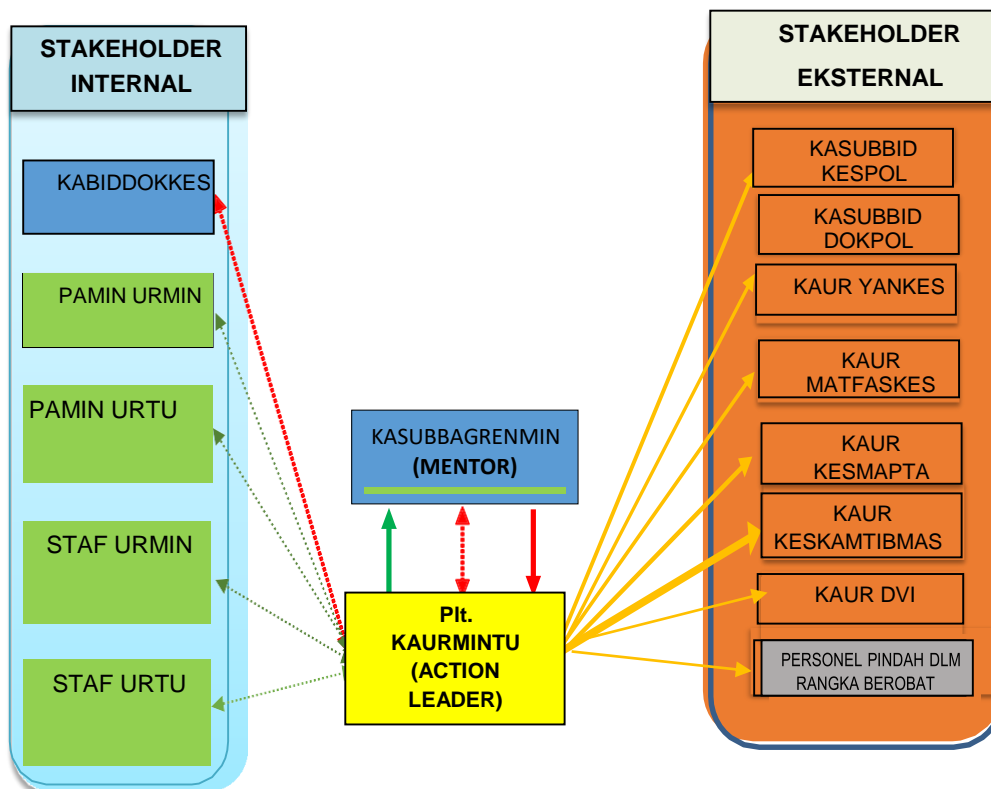 STAKEHOLDER
INTERNAL
KABIDDOKKES
PAMIN URMIN
PAMIN URTU
STAF URMIN
STAF URTU
KASUBBAGRENMIN
(MENTOR)
Plt.
KAURMINTU
(ACTION
LEADER)
STAKEHOLDER
EKSTERNAL
KASUBBID
KESPOL
KASUBBID
DOKPOL
KAUR YANKES
KAUR
MATFASKES
KAUR
KESMAPTA
KAUR
KESKAMTIBMAS
KAUR DVI
PERSONEL PINDAH DLM
RANGKA BEROBAT